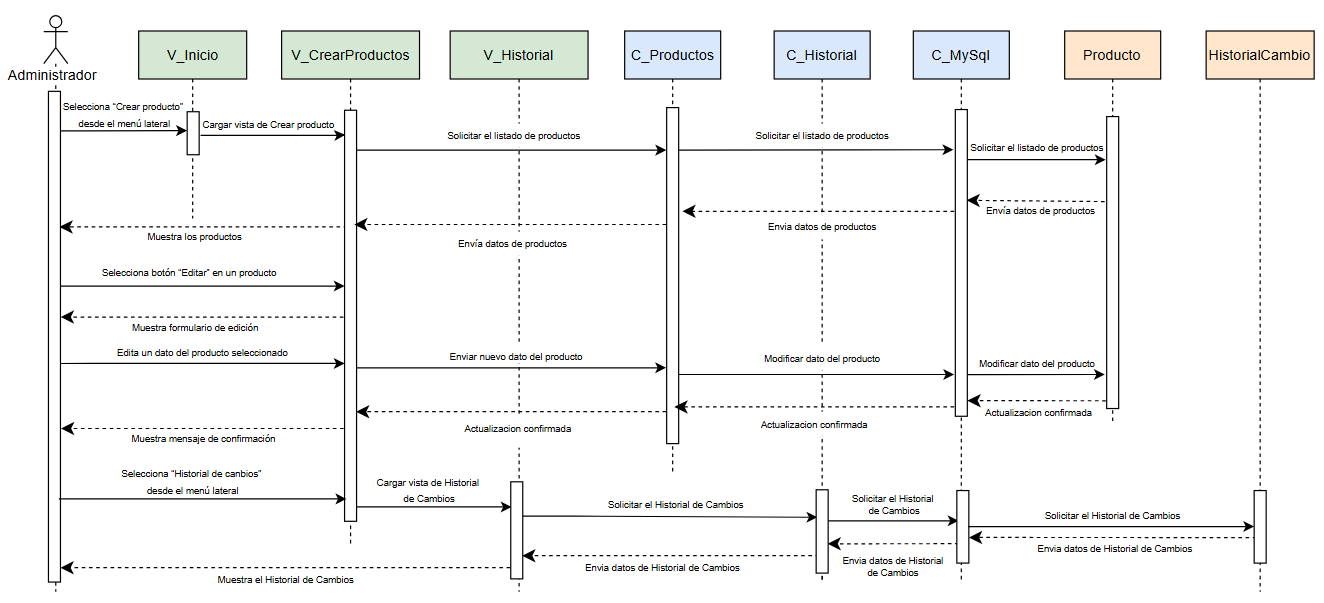 Administrador
V_Inicio
V_CrearProductos
V_Historial
C_Productos
C_Historial
C_MySql
Producto
HistorialCambio
Selecciona “Crear producto”
desde el menú lateral
Cargar vista de Crear producto
Solicitar el listado de productos
Solicitar el listado de productos
Solicitar el listado de productos
Envía datos de productos
Envia datos de productos
Envía datos de productos
Muestra los productos
Selecciona botón “Editar” en un producto
Muestra formulario de edición
Edita un dato del producto seleccionado
Enviar nuevo dato del producto
Modificar dato del producto
Modificar dato del producto
Actualizacion confirmada
Actualizacion confirmada
Actualizacion confirmada
Muestra mensaje de confirmación
Selecciona “Historial de canbios”
desde el menú lateral
Cargar vista de Historial
de Cambios
Solicitar el Historial de Cambios
Solicitar el Historial
de Cambios
Solicitar el Historial de Cambios
Envia datos de Historial de Cambios
Envia datos de Historial
de Cambios
Envia datos de Historial de Cambios
Muestra el Historial de Cambios